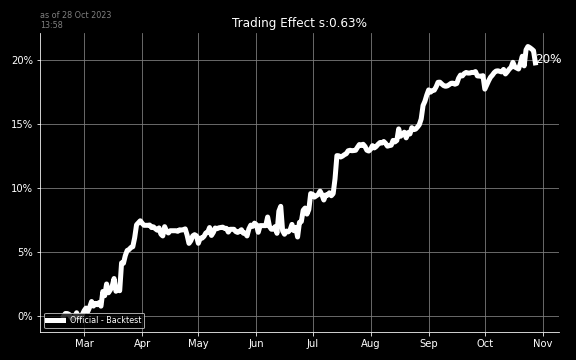 as of 28 Oct 2023
13:58
Trading Effect s:0.63%
20%
20%
15%
10%
5%
0%
Official - Backtest
Mar Apr May Jun Jul Aug Sep Oct Nov